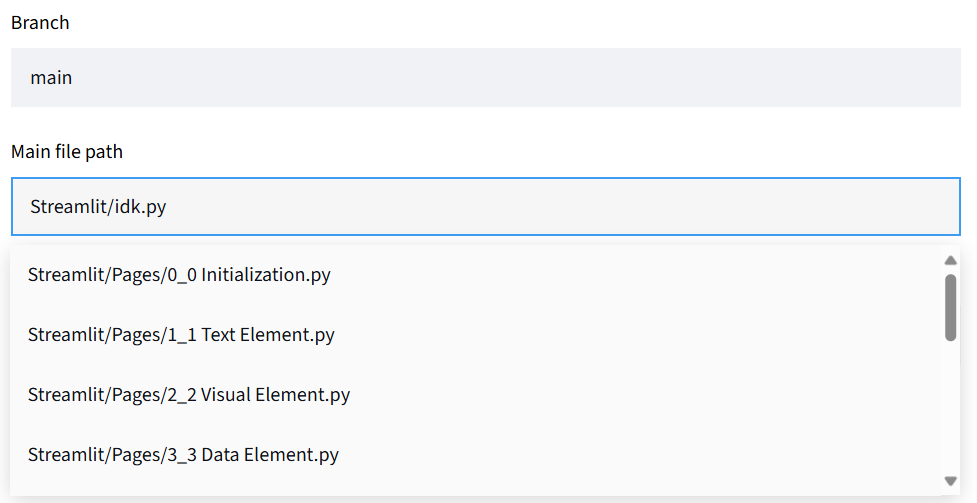 Branch
main
Main file path
Streamlit/idk.py
Streamlit/Pages/0_0 Initialization.py
Streamlit/Pages/1_1 Text Element.py
Streamlit/Pages/2_2 Visual Element.py
Streamlit/Pages/3_3 Data Element.py